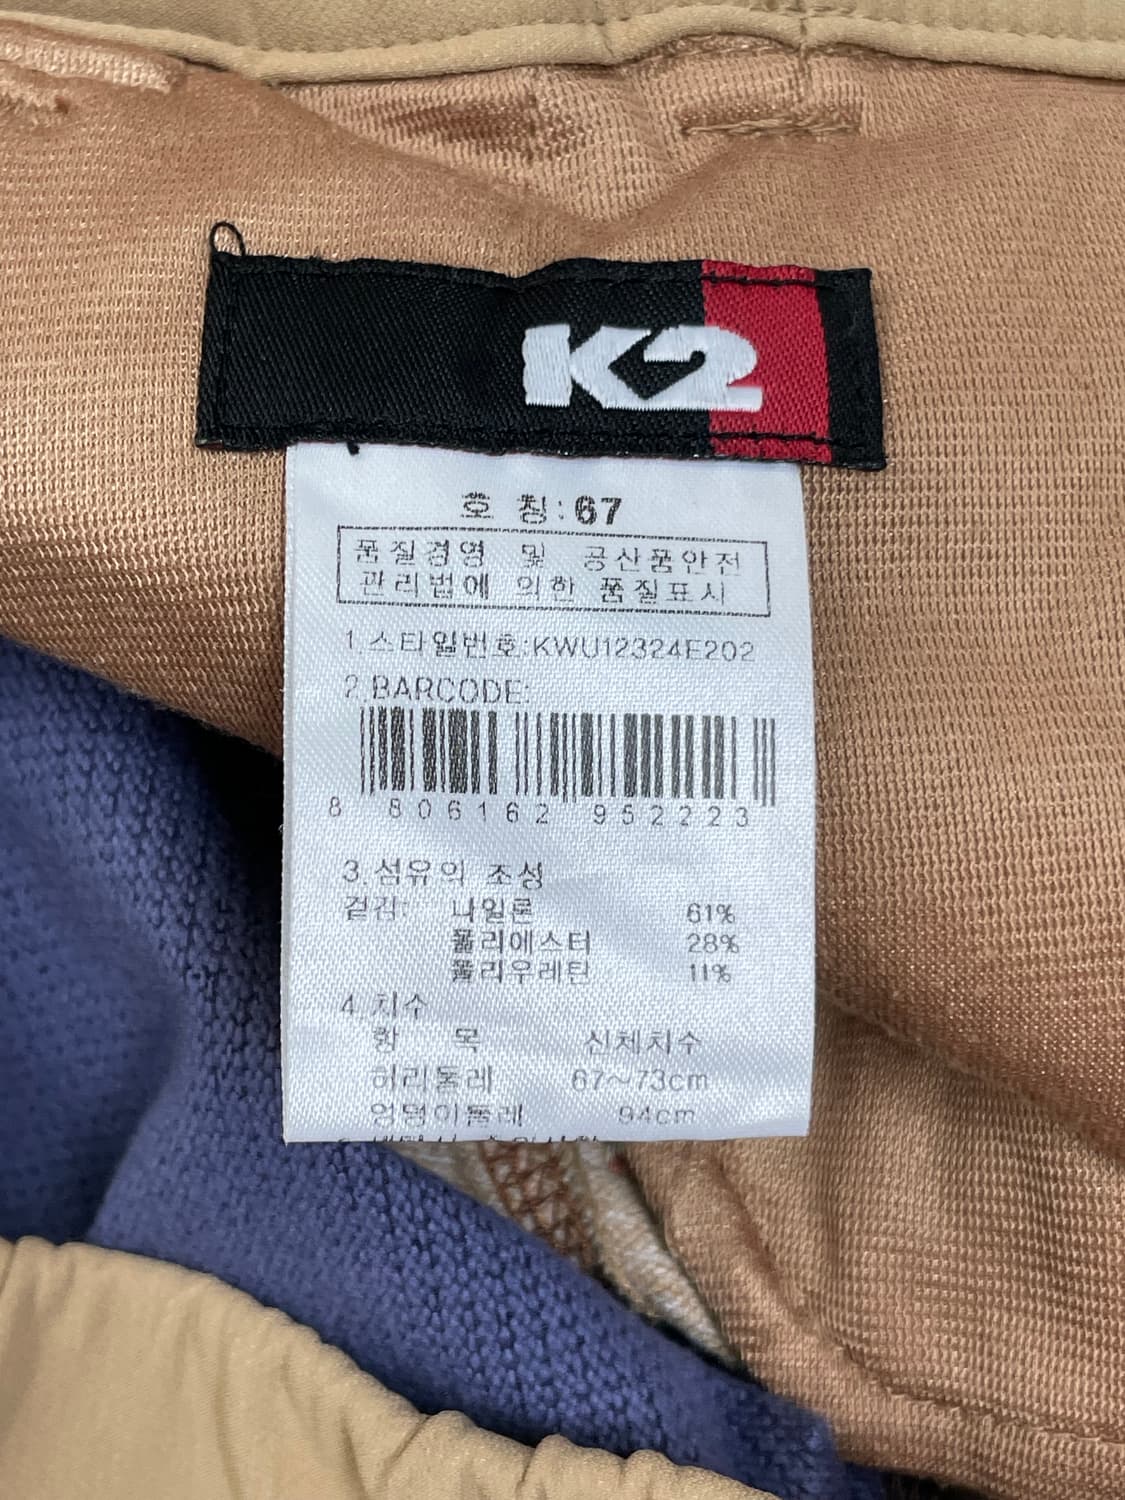 K2
호 칭:67
품질경영 및 공산품안전
관리법에 의한 품질표시
1.스타일번호:KWU12324E202
2.BARCODE:
8 806162 952223
3.섬유의 조성
겉감: 나일론 61%
폴리에스터 28%
폴리우레탄 11%
4.치수
항 목 신체치수
허리둘레 67~73cm
엉덩이둘레 94cm